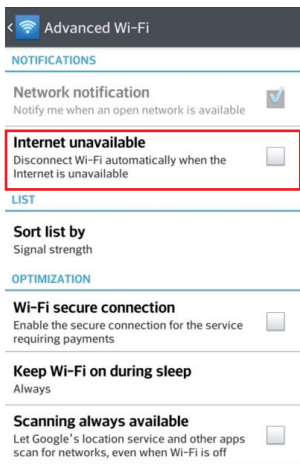 Advanced Wi-Fi
NOTIFICATIONS
Network notification
Notify me when an open network is available
Internet unavailable
Disconnect Wi-Fi automatically when the
Internet is unavailable
LIST
Sort list by
Signal strength
OPTIMIZATION
Wi-Fi secure connection
Enable the secure connection for the service
requiring payments
Keep Wi-Fi on during sleep
Always
Scanning always available
Let Google's location service and other apps
scan for networks, even when Wi-Fi is off